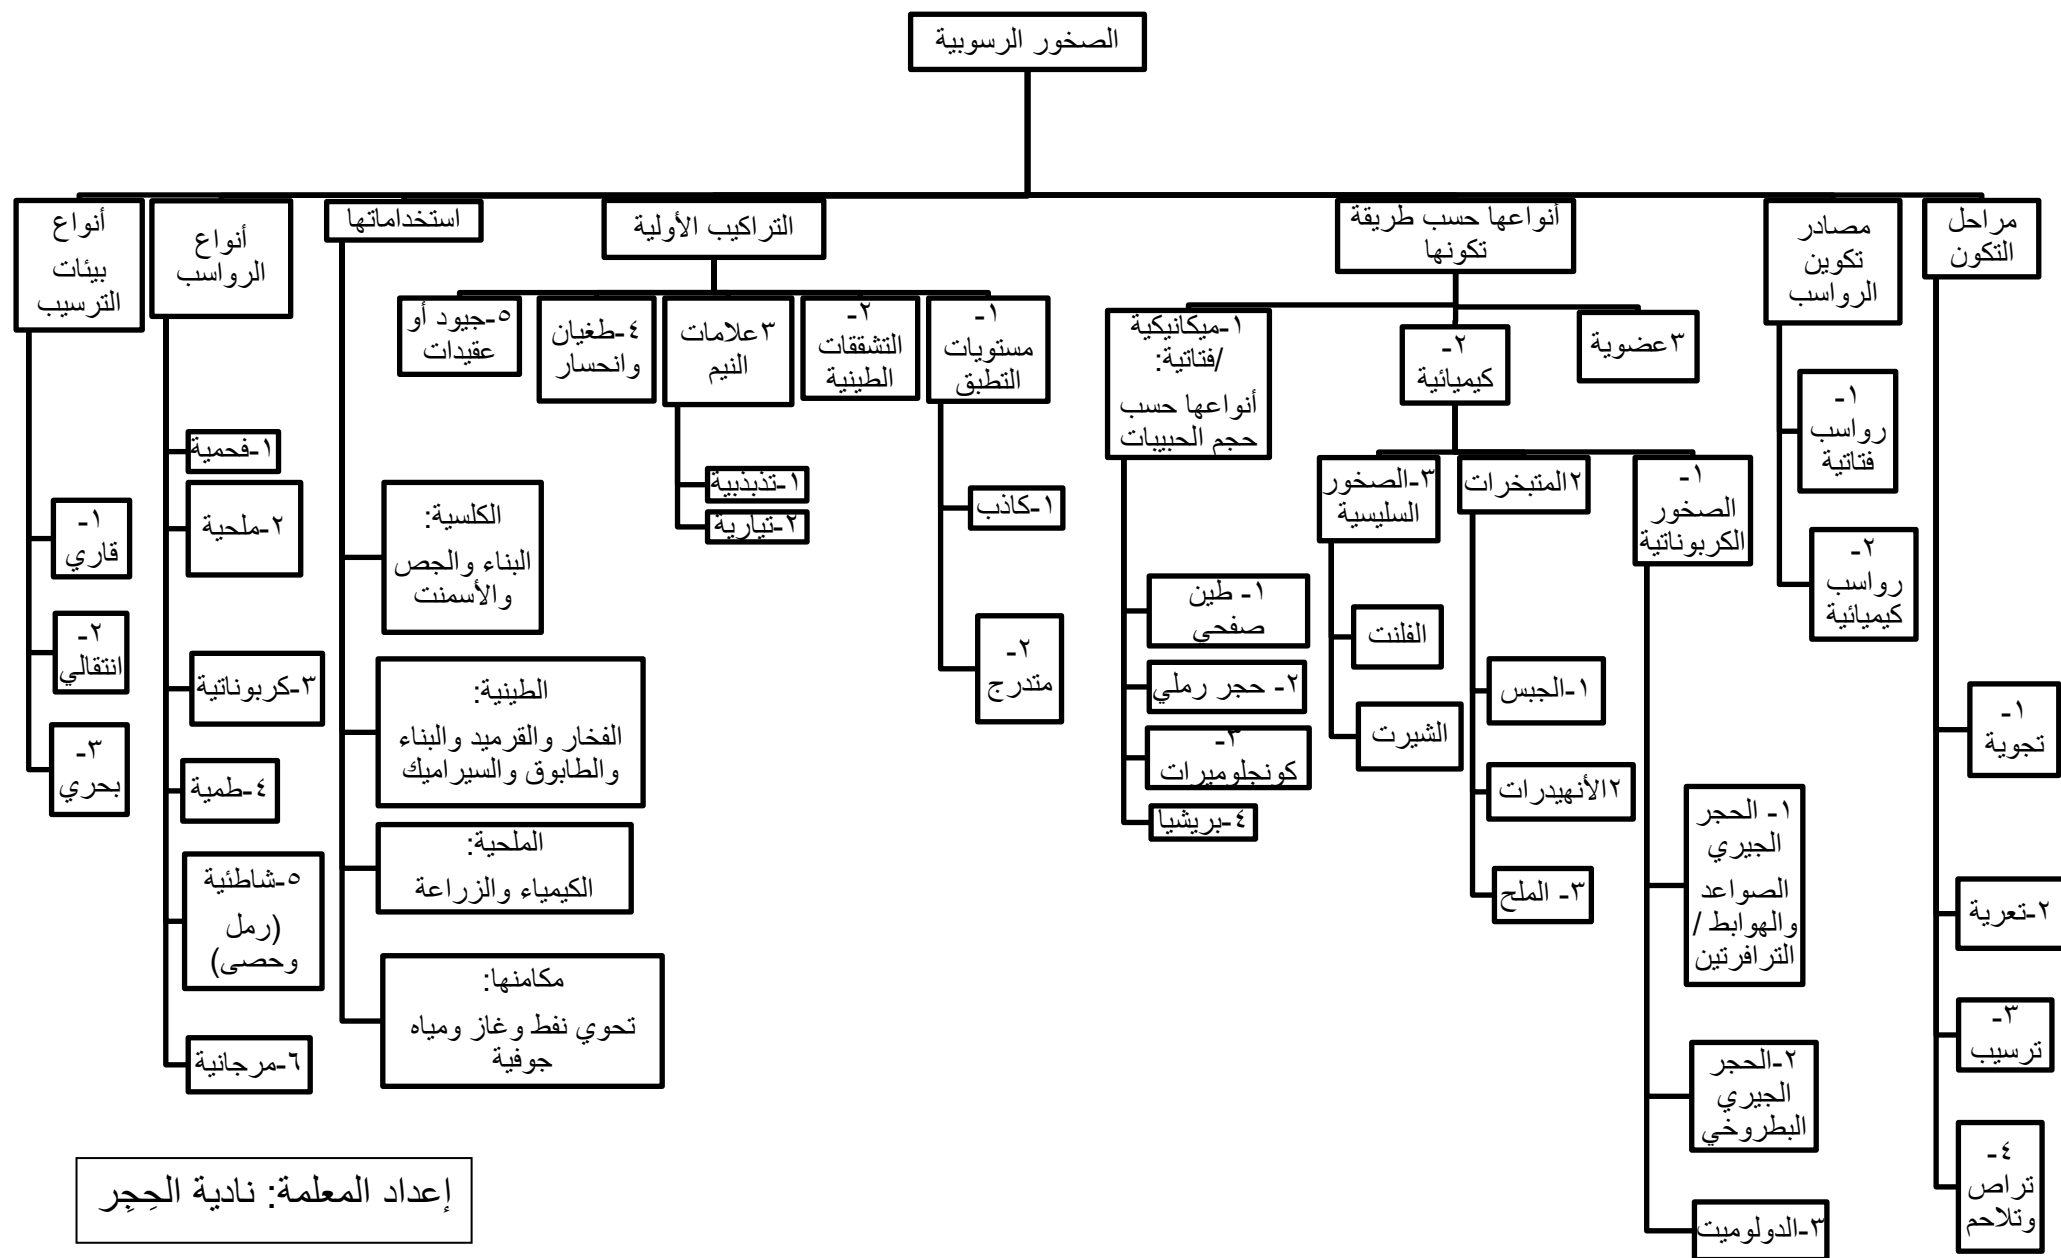 الصخور الرسوبية
مراحل
التكون
١-
تجوية
٢-تعرية
٣-
ترسيب
٤-
تراص
وتلاحم
مصادر
تكوين
الرواسب
١-
رواسب
فتاتية
٢-
رواسب
كيميائية
أنواعها حسب طريقة
تكونها
٣عضوية
٢-
كيميائية
١-
الصخور
الكربوناتية
١- الحجر
الجيري
الصواعد
والهوابط /
الترافرتين
٢-الحجر
الجيري
البطروخي
٣-الدولوميت
٢المتبخرات
١-الجبس
٢الأنهيدرات
٣- الملح
٣-الصخور
السليسية
الفلنت
الشيرت
١-ميكانيكية
/فتاتية:
أنواعها حسب
حجم الحبيبات
١- طين
صفحي
٢- حجر رملي
٣-
كونجلوميرات
٤-بريشيا
التراكيب الأولية
١-
مستويات
التطبق
١-كاذب
٢-
متدرج
٢-
التشققات
الطينية
٣علامات
النيم
١-تذبذبية
٢-تيارية
٤-طغيان
وانحسار
٥-جيود أو
عقيدات
استخداماتها
الكلسية:
البناء والجص
والأسمنت
الطينية:
الفخار والقرميد والبناء
والطابوق والسيراميك
الملحية:
الكيمياء والزراعة
مكامنها:
تحوي نفط وغاز ومياه
جوفية
أنواع
الرواسب
١-فحمية
٢-ملحية
٣-كربوناتية
٤-طمية
٥-شاطئية
(رمل
وحصى)
٦-مرجانية
أنواع
بيئات
الترسيب
١-
قاري
٢-
انتقالي
٣-
بحري
إعداد المعلمة: نادية الحِجِر